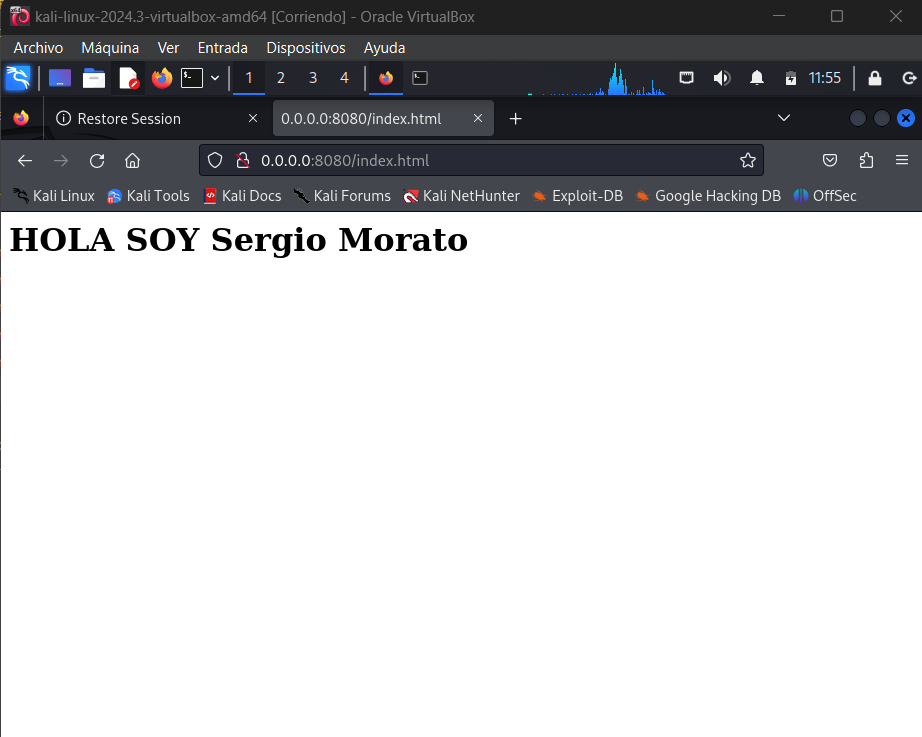 kali-linux-2024.3-virtualbox-amd64 [Corriendo] - Oracle VirtualBox
Archivo Máquina Ver Entrada Dispositivos Ayuda
1 2 3 4 11:55
Restore Session 0.0.0.0:8080/index.html
0.0.0.0:8080/index.html
Kali Linux Kali Tools Kali Docs Kali Forums Kali NetHunter Exploit-DB Google Hacking DB OffSec
HOLA SOY Sergio Morato